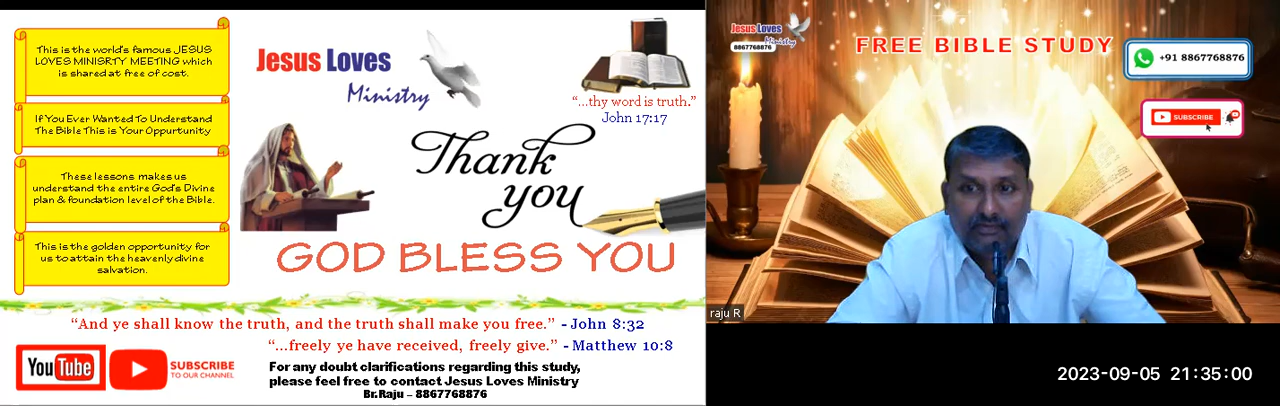 This is the world's famous JESUS
LOVES MINISRTY MEETING which
is shared at free of cost.
If You Ever Wanted To Understand
The Bible This is Your Oppurtunity
These lessons makes us
understand the entire God's Divine
plan & foundation level of the Bible.
This is the golden opportunity for
us to attain the heavenly divine
salvation.
Jesus Loves
Ministry
"...thy word is truth."
John 17:17
Thank
you
GOD BLESS YOU
"And ye shall know the truth, and the truth shall make you free." - John 8:32
"...freely ye have received, freely give." - Matthew 10:8
YouTube
SUBSCRIBE
TO OUR CHANNEL
For any doubt clarifications regarding this study,
please feel free to contact Jesus Loves Ministry
Br.Raju – 8867768876
Jesus Loves
Ministry
8867768876
FREE BIBLE STUDY
+91 8867768876
SUBSCRIBE
raju R
2023-09-05 21:35:00